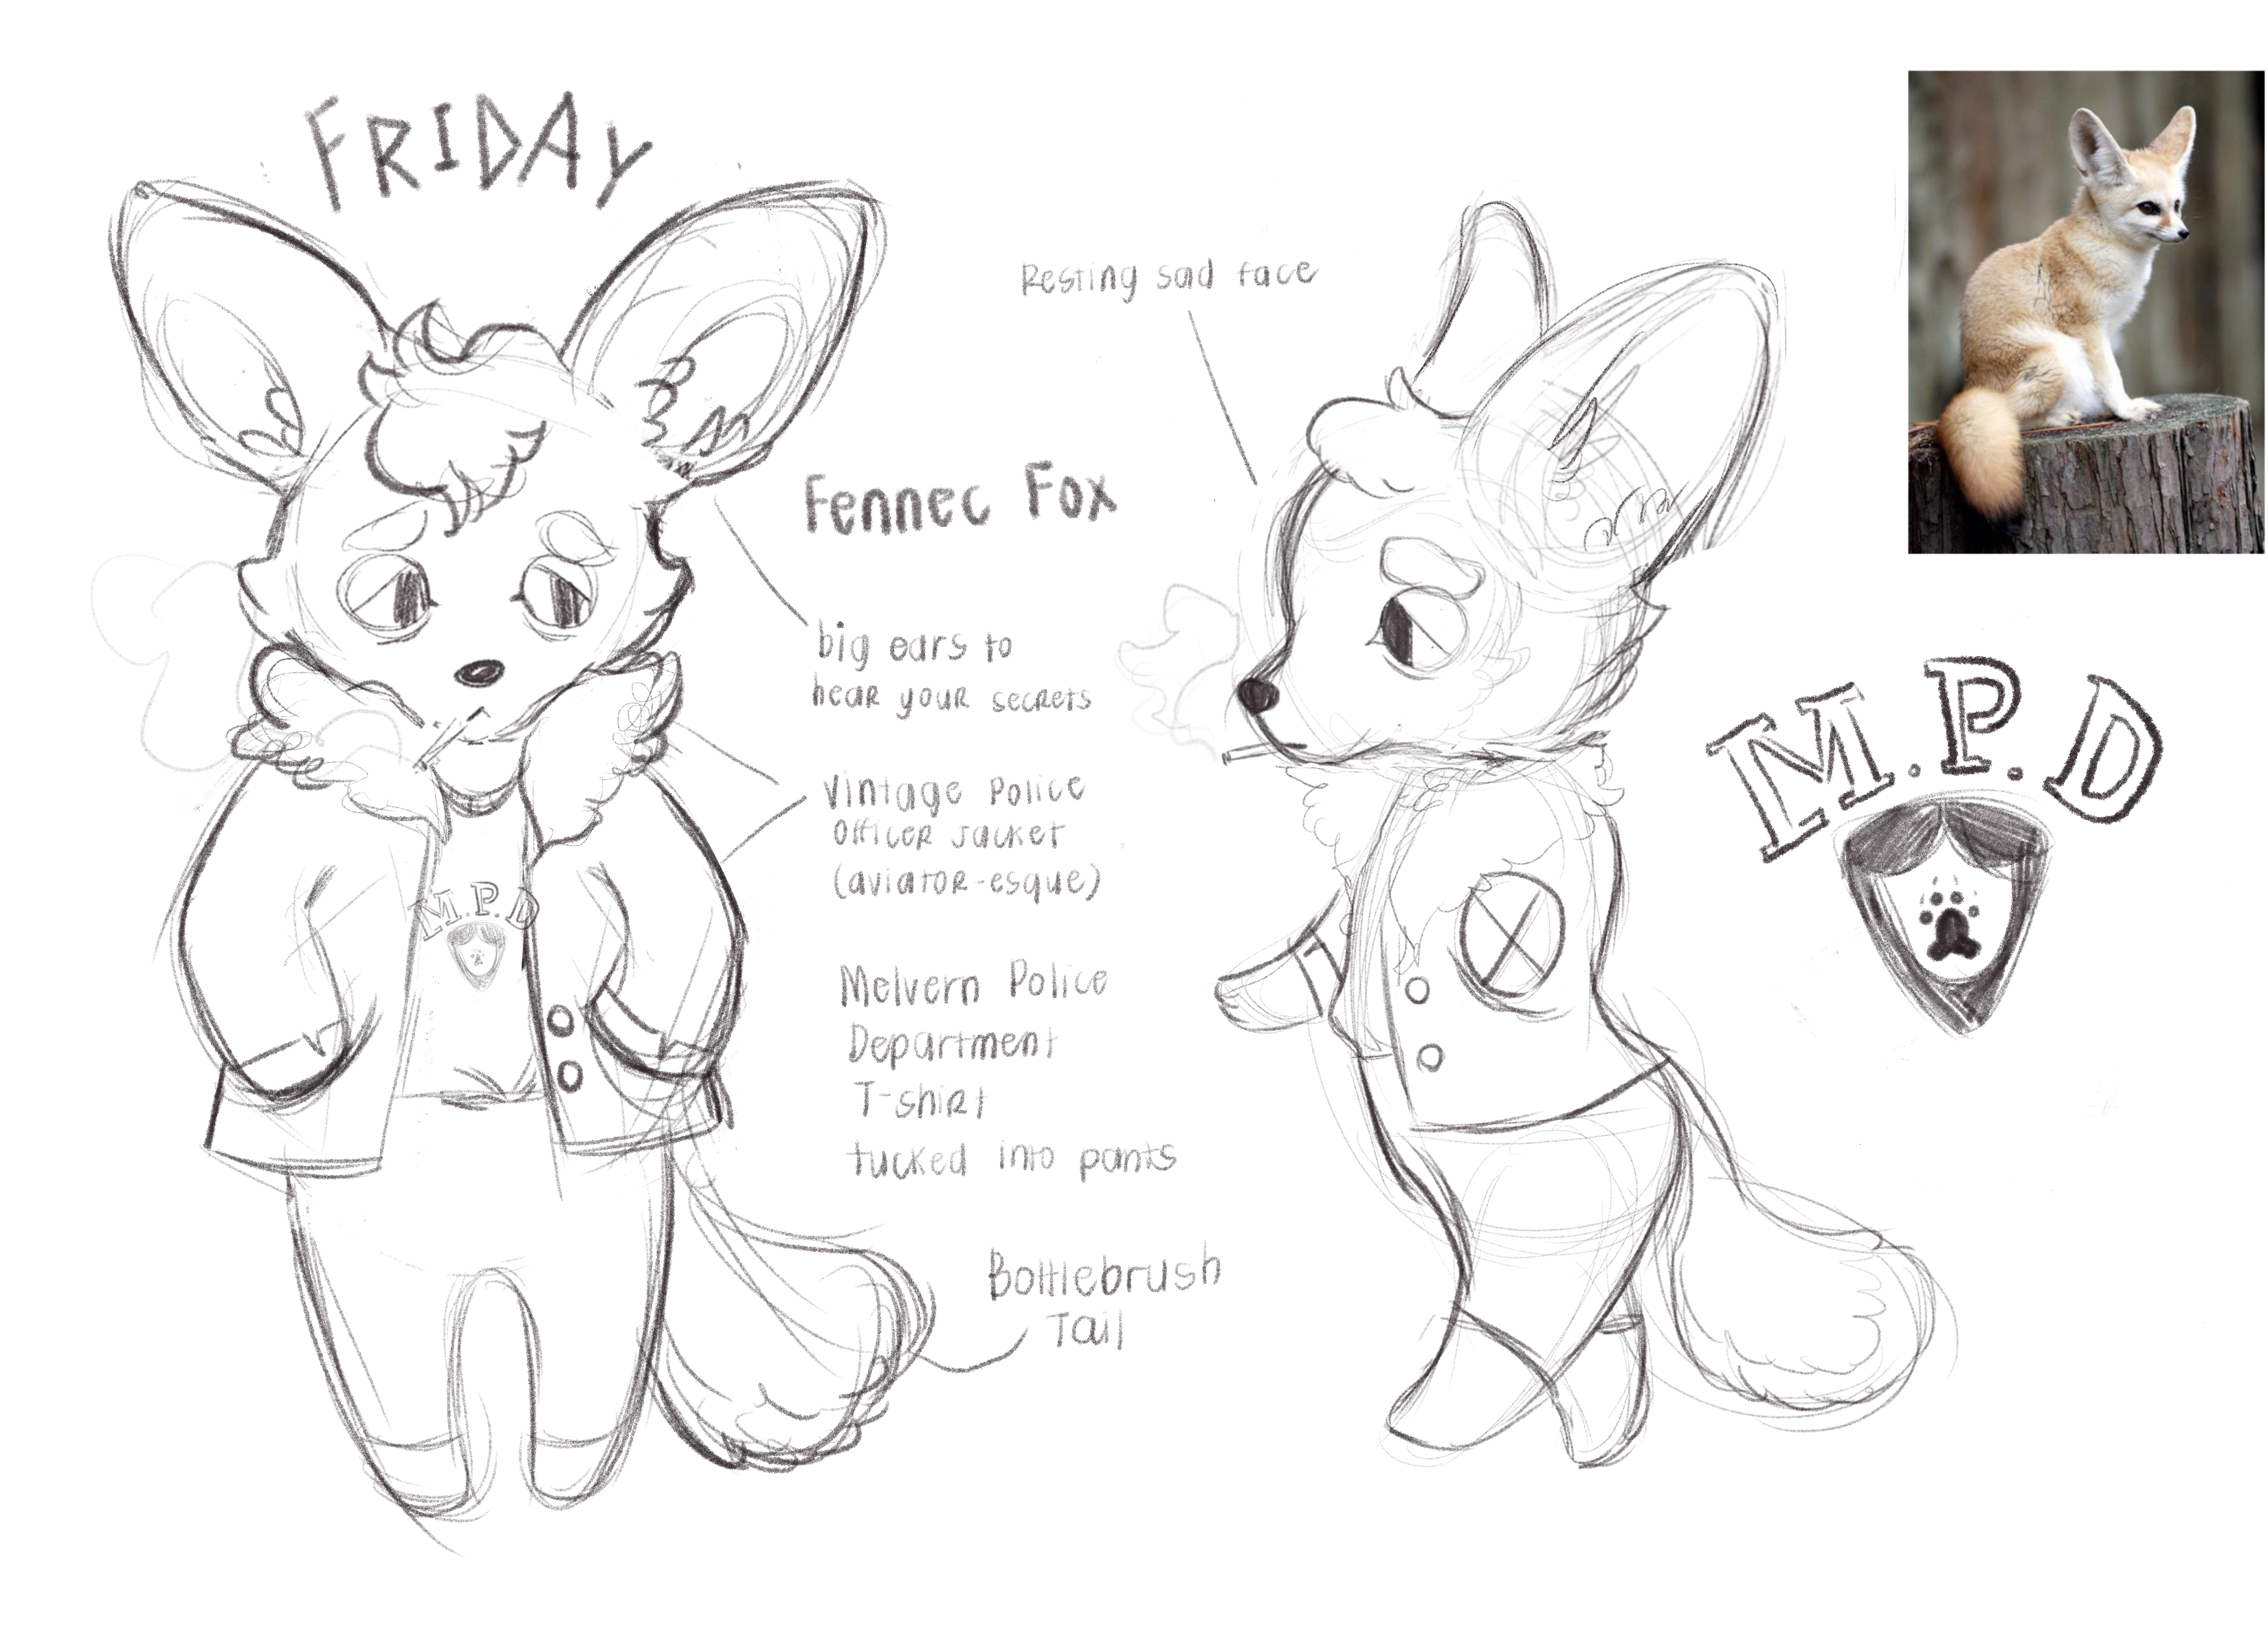 FRIDAY
Resting sad face
Fennec Fox
big ears to
hear your secrets
Vintage Police
Officer Jacket
(aviator-esque)
M.P.D
M.P.D
Melvern Police
Department
T-shirt
tucked into pants
Bottlebrush
Tail